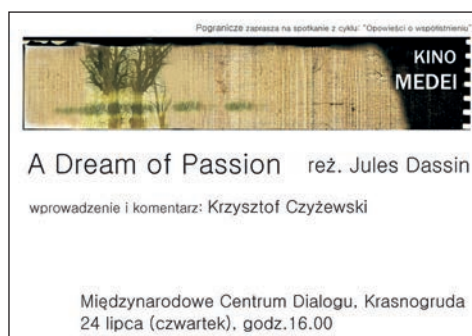 Pogranicze zaprasza na spotkanie z cyklu: "Opowieści o współistnieniu"
KINO
MEDEI
A Dream of Passion reż. Jules Dassin
wprowadzenie i komentarz: Krzysztof Czyżewski
Międzynarodowe Centrum Dialogu, Krasnogruda
24 lipca (czwartek), godz.16.00